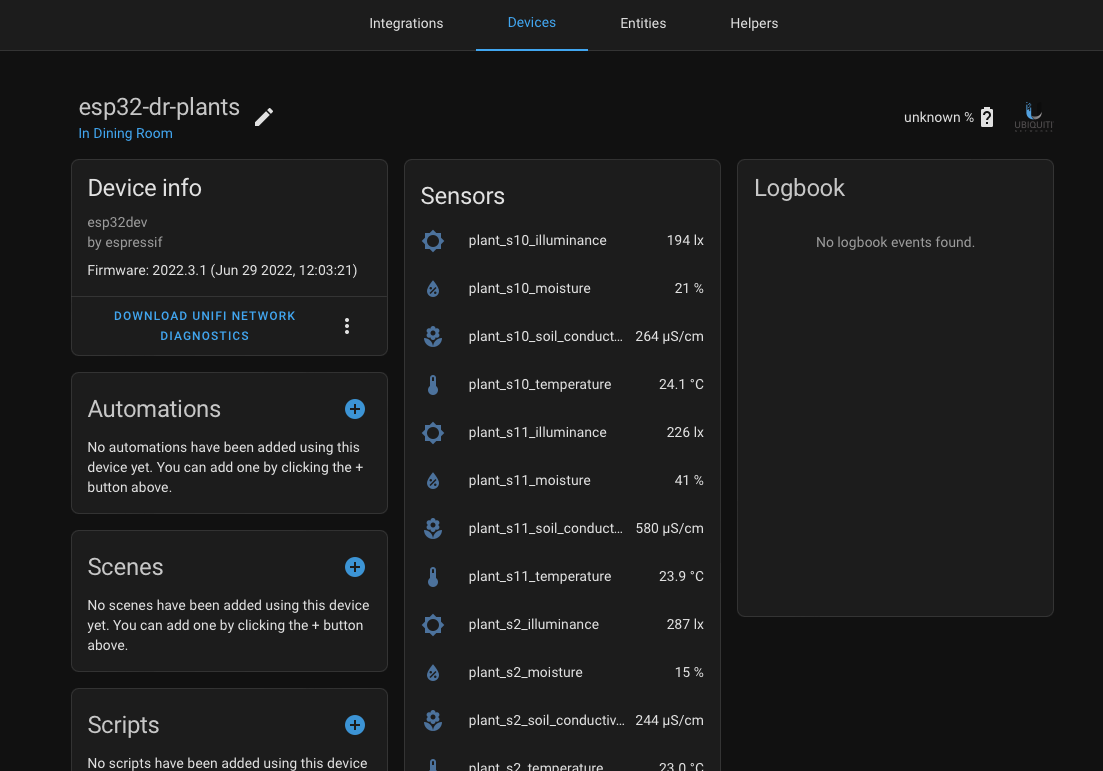 Integrations
Devices
Entities
Helpers
esp32-dr-plants
In Dining Room
unknown %
UBIQUITI
Device info
esp32dev
by espressif
Firmware: 2022.3.1 (Jun 29 2022, 12:03:21)
DOWNLOAD UNIFI NETWORK
DIAGNOSTICS
Automations
No automations have been added using this
device yet. You can add one by clicking the +
button above.
Scenes
No scenes have been added using this device
yet. You can add one by clicking the + button
above.
Scripts
No scripts have been added using this device
Sensors
plant_s10_illuminance 194 lx
plant_s10_moisture 21 %
plant_s10_soil_conduct… 264 µS/cm
plant_s10_temperature 24.1 °C
plant_s11_illuminance 226 lx
plant_s11_moisture 41 %
plant_s11_soil_conduct… 580 µS/cm
plant_s11_temperature 23.9 °C
plant_s2_illuminance 287 lx
plant_s2_moisture 15 %
plant_s2_soil_conductiv… 244 µS/cm
plant_s2_temperature 23.0 °C
Logbook
No logbook events found.